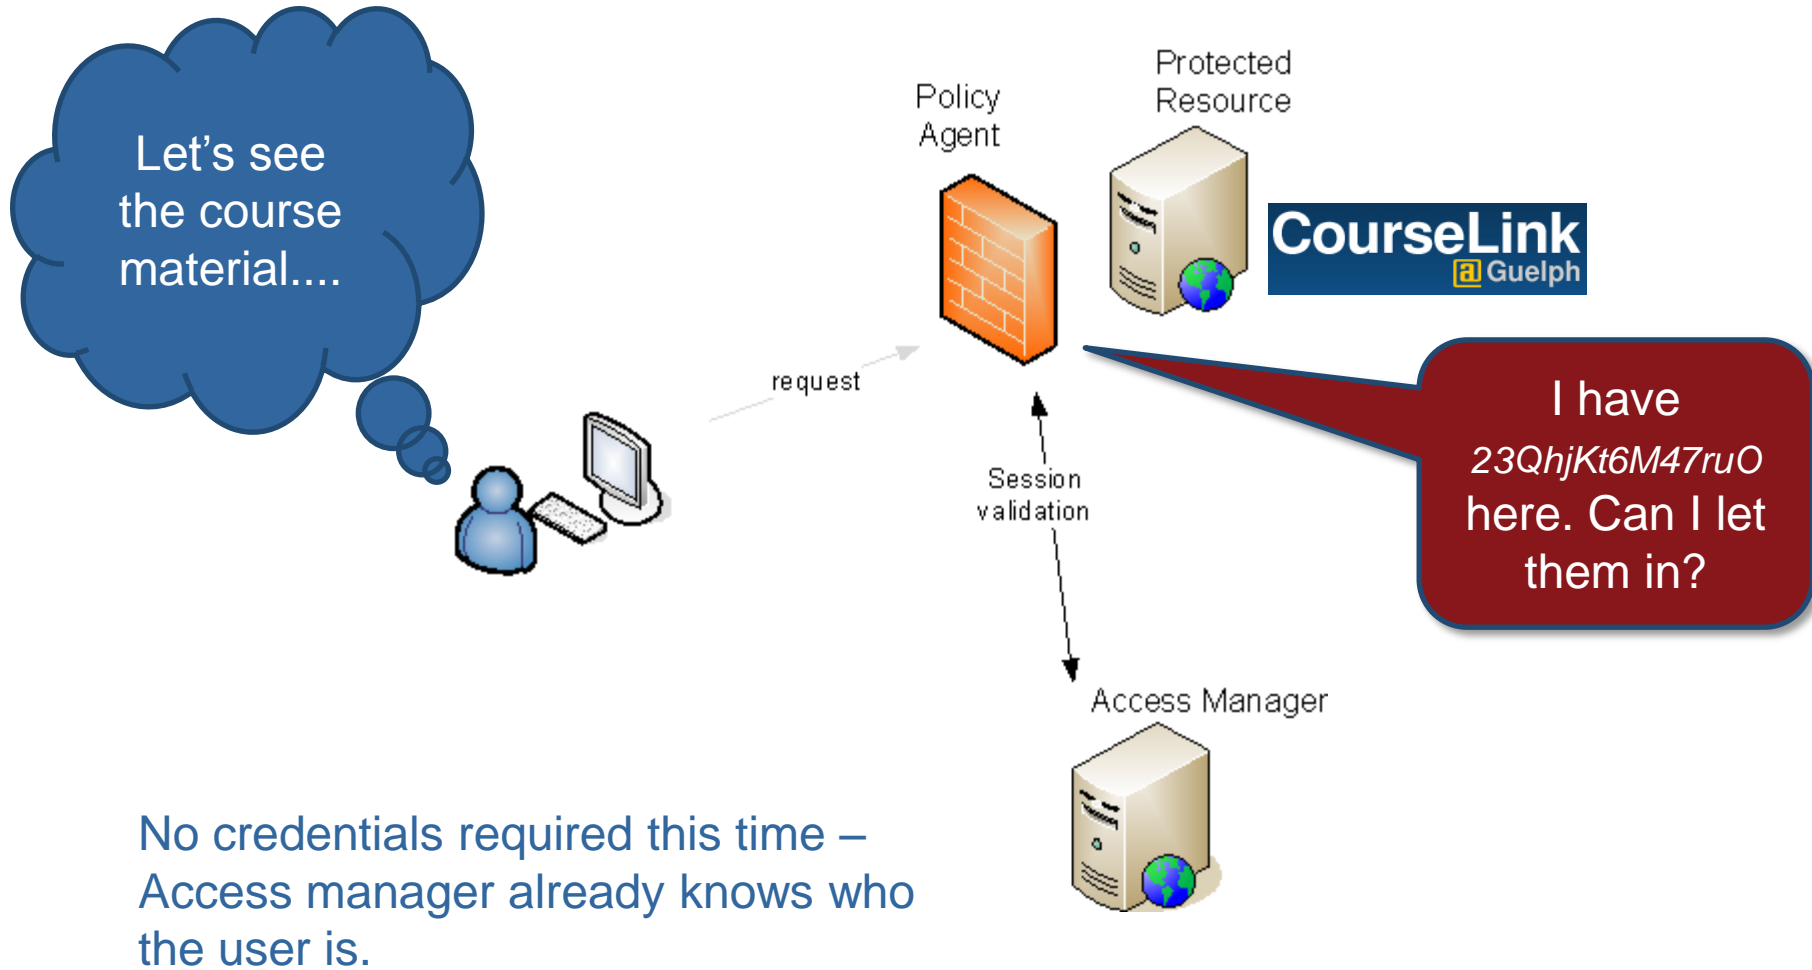 Let’s see
the course
material....
Policy
Agent
Protected
Resource
CourseLink
@Guelph
request
I have
23QhjKt6M47ruO
here. Can I let
them in?
Session
validation
Access Manager
No credentials required this time –
Access manager already knows who
the user is.